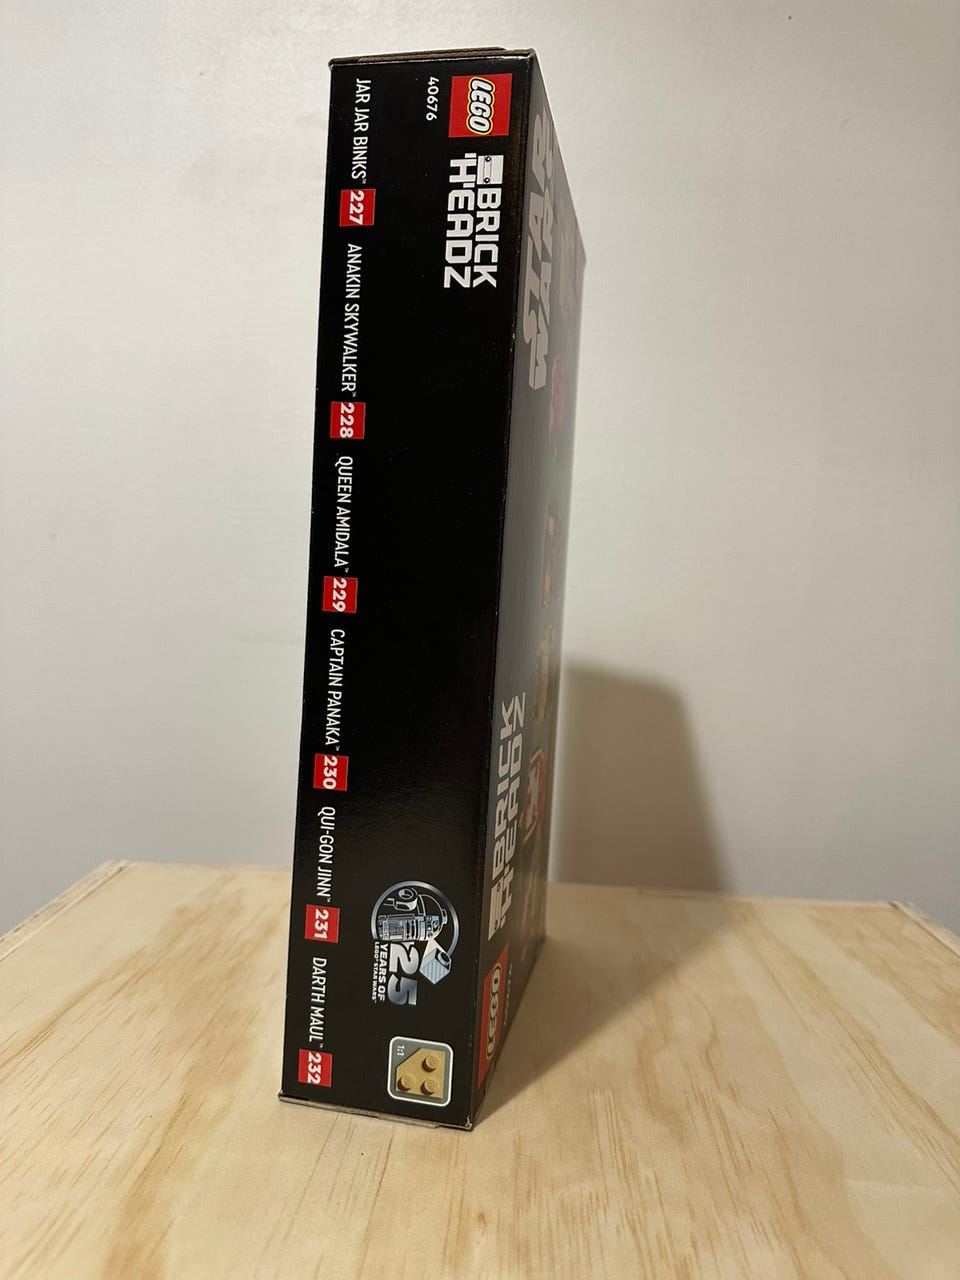 LEGO
BRICK
HEADZ
40676
JAR JAR BINKS™ 227
ANAKIN SKYWALKER™ 228
QUEEN AMIDALA™ 229
CAPTAIN PANAKA™ 230
QUI-GON JINN™ 231
DARTH MAUL™ 232
25
YEARS OF
LEGO® STAR WARS™
1:1
STAR
WARS
BRICK
HEADZ
LEGO